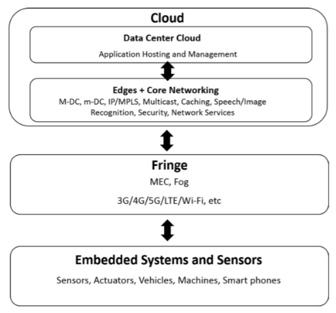 Cloud
Data Center Cloud
Application Hosting and Management
Edges + Core Networking
M-DC, m-DC, IP/MPLS, Multicast, Caching, Speech/Image
Recognition, Security, Network Services
Fringe
MEC, Fog
3G/4G/5G/LTE/Wi-Fi, etc
Embedded Systems and Sensors
Sensors, Actuators, Vehicles, Machines, Smart phones